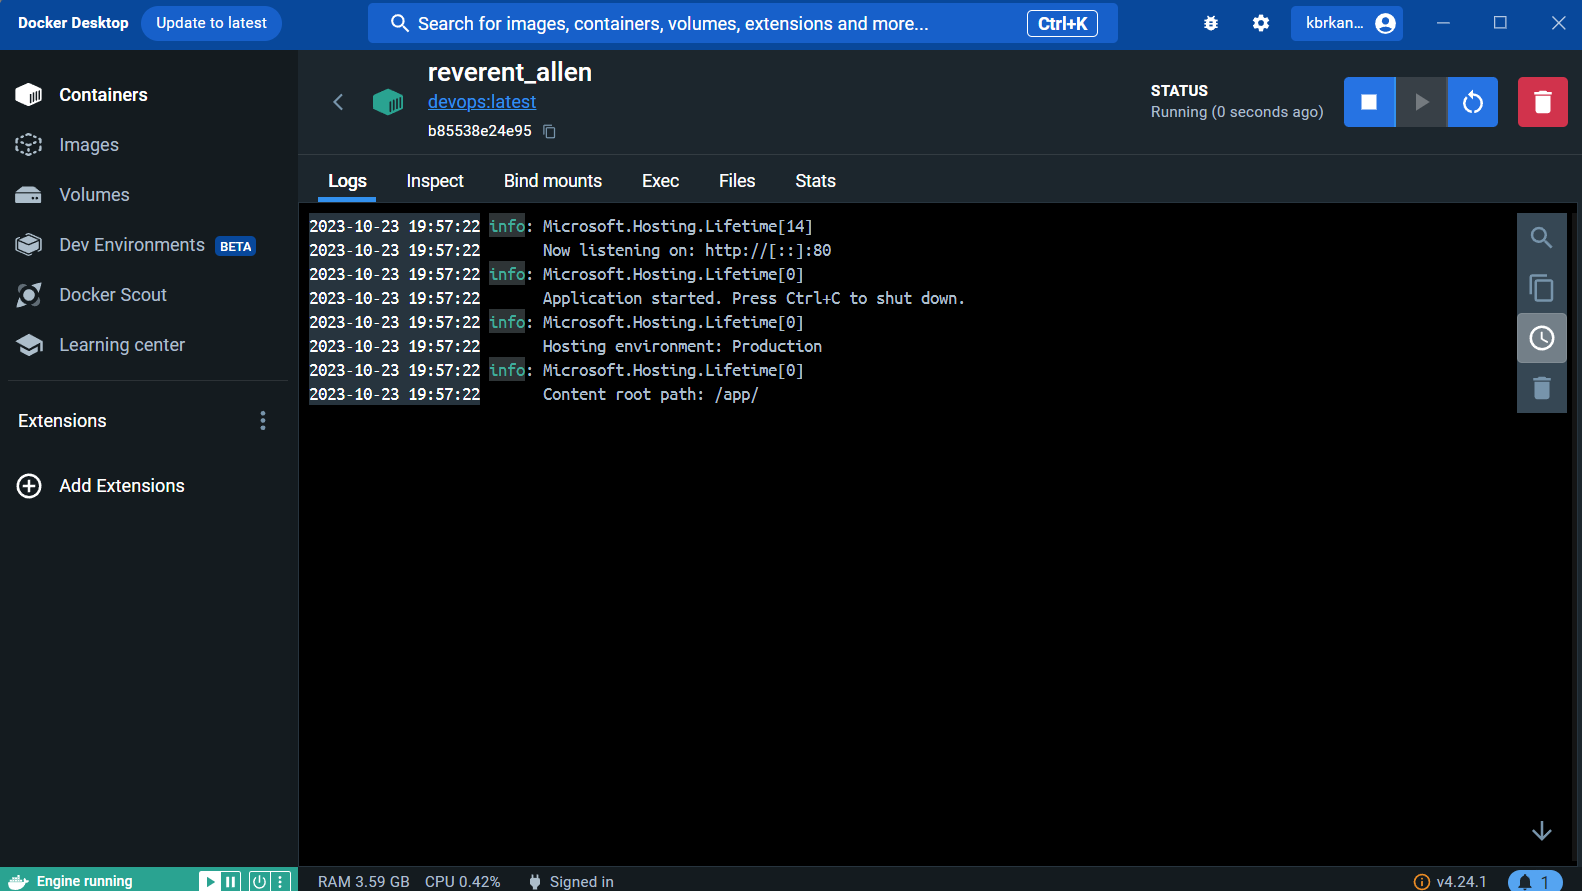 Docker Desktop
Update to latest
Search for images, containers, volumes, extensions and more...
Ctrl+K
kbrkan...
Containers
Images
Volumes
Dev Environments BETA
Docker Scout
Learning center
Extensions
Add Extensions
reverent_allen
devops:latest
b85538e24e95
STATUS
Running (0 seconds ago)
Logs Inspect Bind mounts Exec Files Stats
2023-10-23 19:57:22 info: Microsoft.Hosting.Lifetime[14]
2023-10-23 19:57:22 Now listening on: http://[::]:80
2023-10-23 19:57:22 info: Microsoft.Hosting.Lifetime[0]
2023-10-23 19:57:22 Application started. Press Ctrl+C to shut down.
2023-10-23 19:57:22 info: Microsoft.Hosting.Lifetime[0]
2023-10-23 19:57:22 Hosting environment: Production
2023-10-23 19:57:22 info: Microsoft.Hosting.Lifetime[0]
2023-10-23 19:57:22 Content root path: /app/
Engine running
RAM 3.59 GB CPU 0.42% Signed in
v4.24.1
1